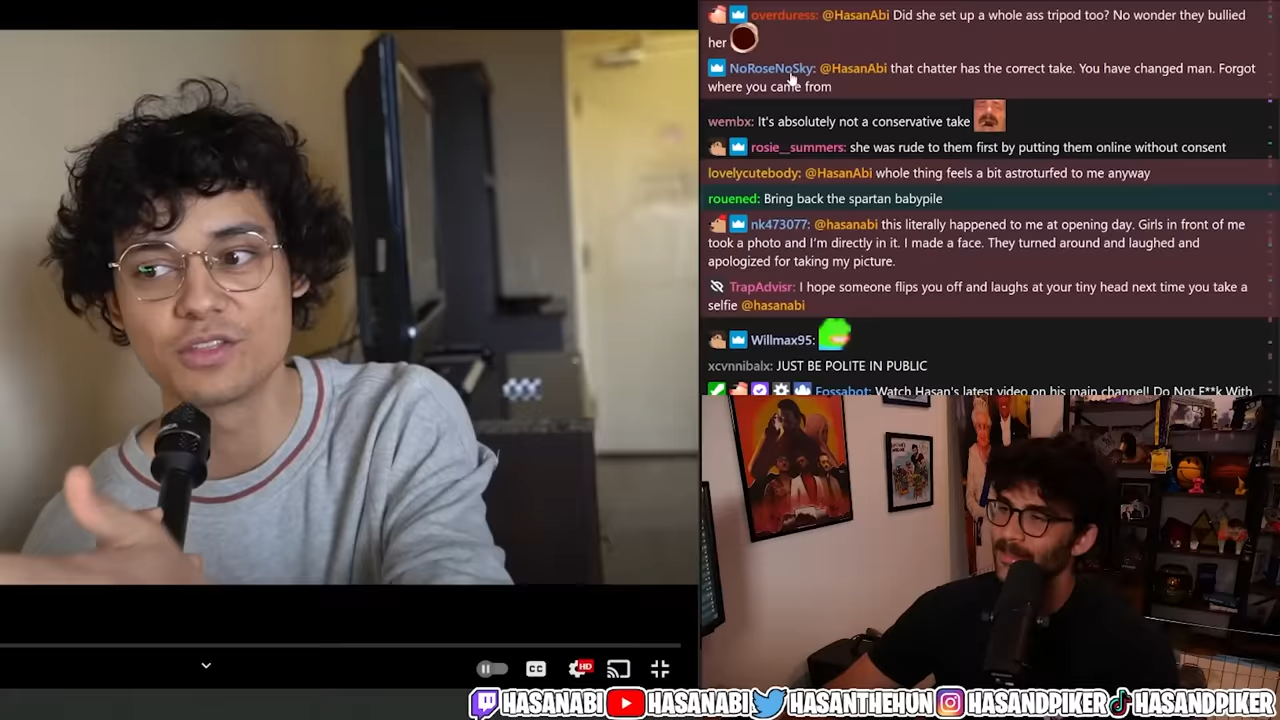 overduress: @HasanAbi Did she set up a whole ass tripod too? No wonder they bullied
her
NoRoseNoSky: @HasanAbi that chatter has the correct take. You have changed man. Forgot
where you came from
wembx: It's absolutely not a conservative take
rosie__summers: she was rude to them first by putting them online without consent
lovelycutebody: @HasanAbi whole thing feels a bit astroturfed to me anyway
rouened: Bring back the spartan babypile
nk473077: @hasanabi this literally happened to me at opening day. Girls in front of me
took a photo and I'm directly in it. I made a face. They turned around and laughed and
apologized for taking my picture.
TrapAdvisr: I hope someone flips you off and laughs at your tiny head next time you take a
selfie @hasanabi
Willmax95:
xcvnnibalx: JUST BE POLITE IN PUBLIC
Fossabot: Watch Hasan's latest video on his main channel! Do Not F**k With
CC
HD
HASANABI HASANABI HASANTHEHUN HASANDPIKER HASANDPIKER